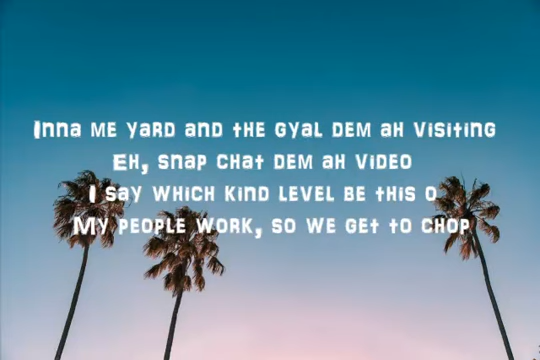 Inna me yard and the gyal dem ah visiting
Eh, snap chat dem ah video
I say which kind level be this o
My people work, so we get to chop